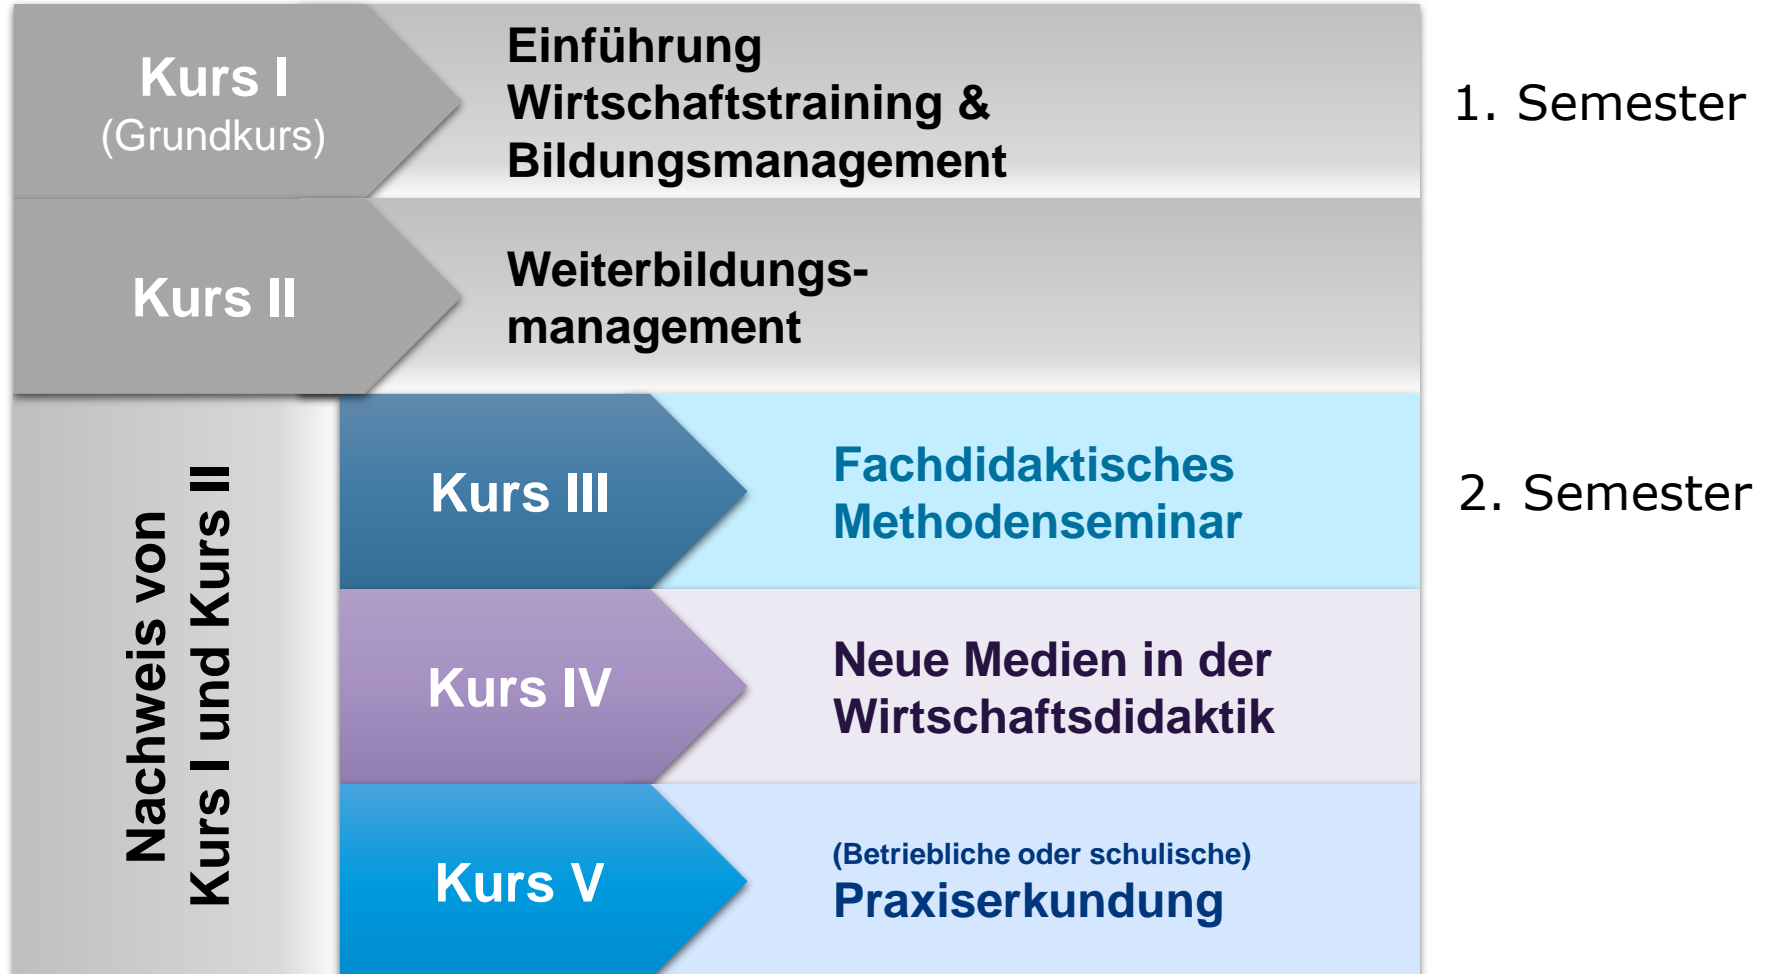 Kurs I
(Grundkurs)
Einführung
Wirtschaftstraining &
Bildungsmanagement
1. Semester
Kurs II
Weiterbildungs-
management
Nachweis von
Kurs I und Kurs II
Kurs III
Fachdidaktisches
Methodenseminar
2. Semester
Kurs IV
Neue Medien in der
Wirtschaftsdidaktik
Kurs V
(Betriebliche oder schulische)
Praxiserkundung